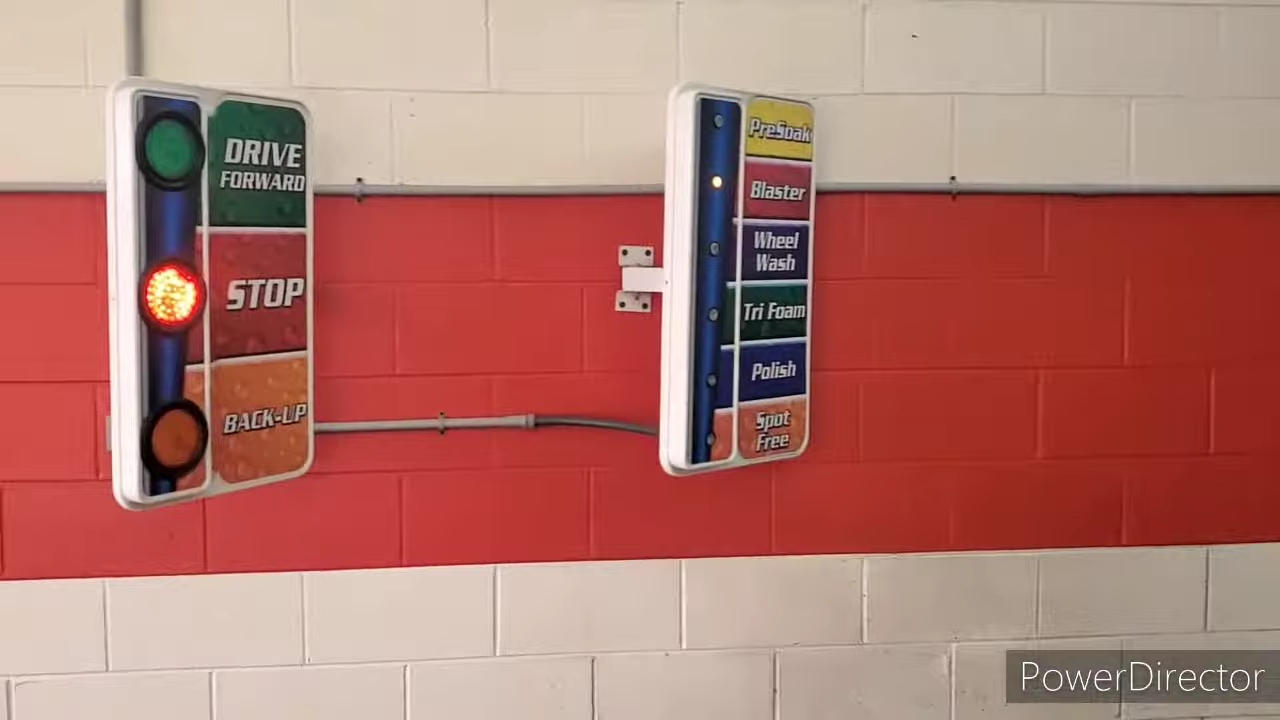 DRIVE
FORWARD
STOP
BACK-UP
PreSoak
Blaster
Wheel
Wash
Tri Foam
Polish
Spot
Free
PowerDirector